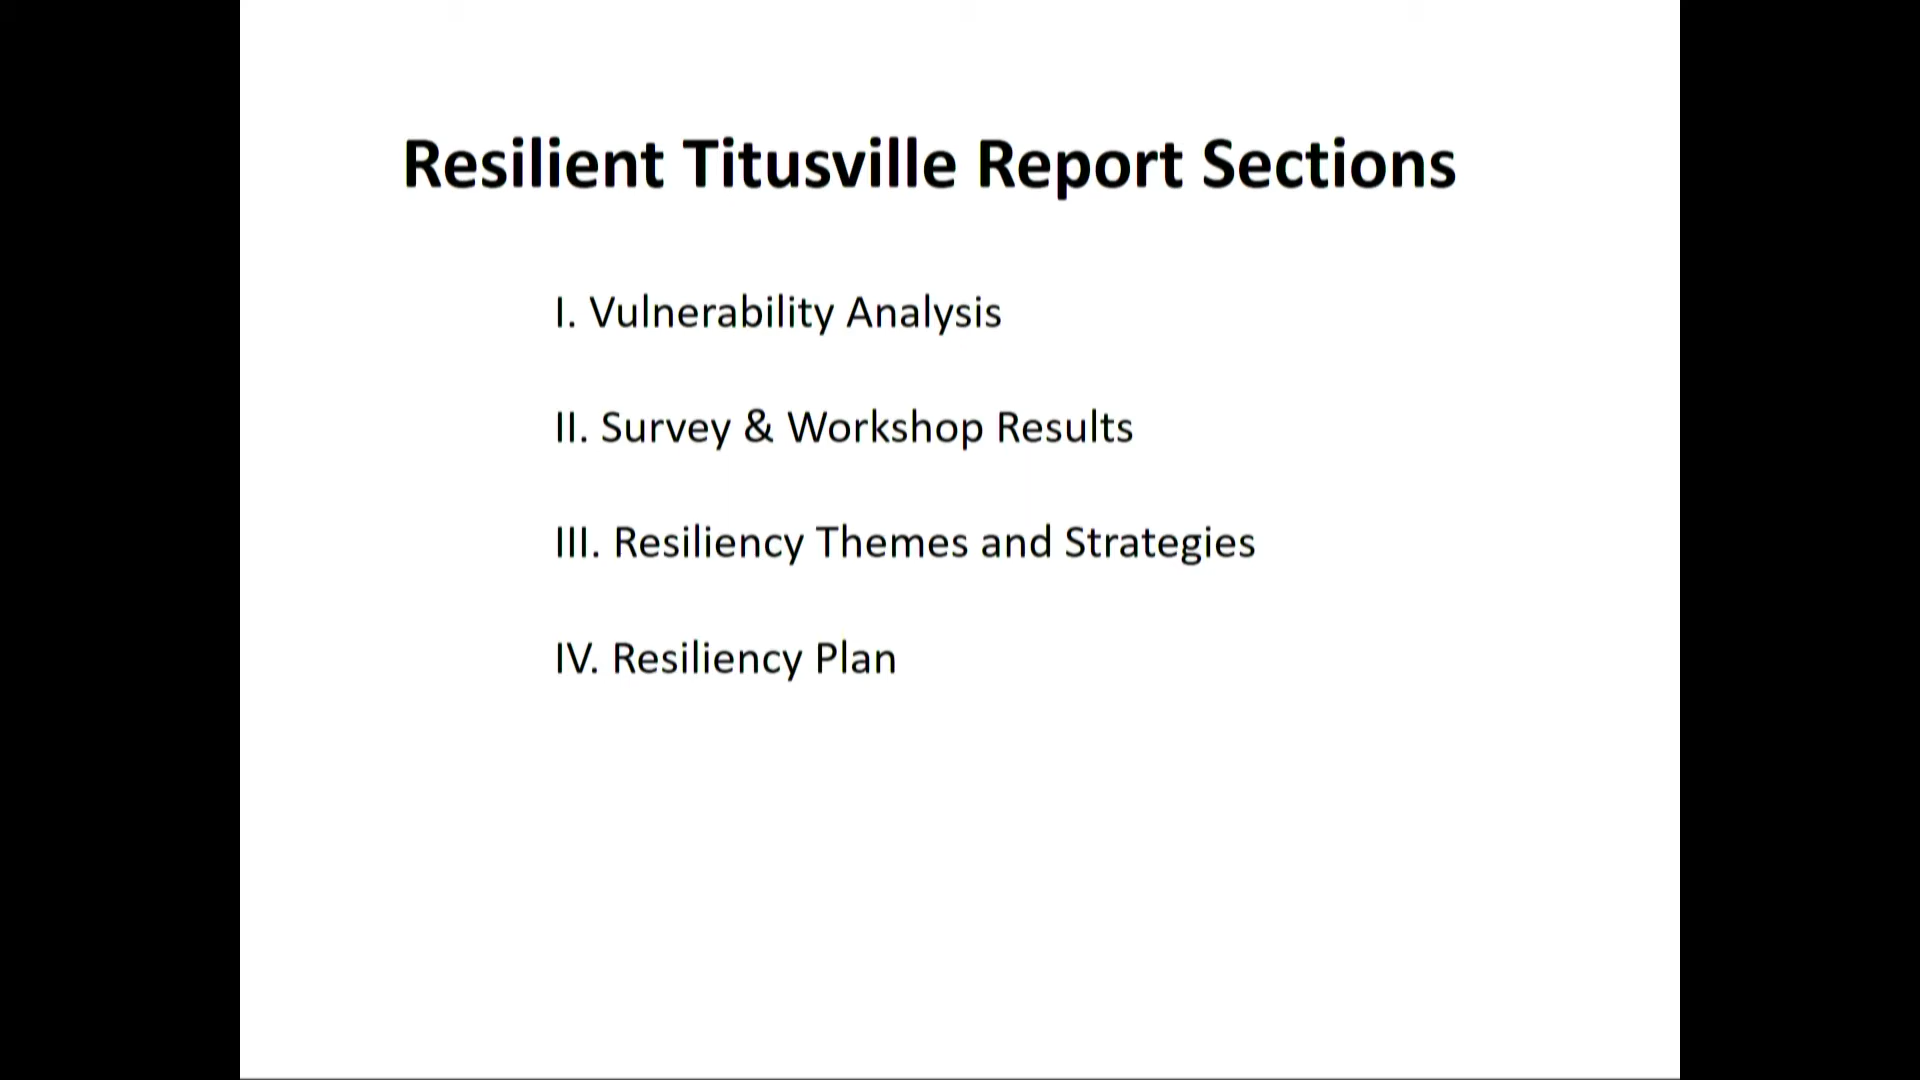 Resilient Titusville Report Sections
I. Vulnerability Analysis
II. Survey & Workshop Results
III. Resiliency Themes and Strategies
IV. Resiliency Plan